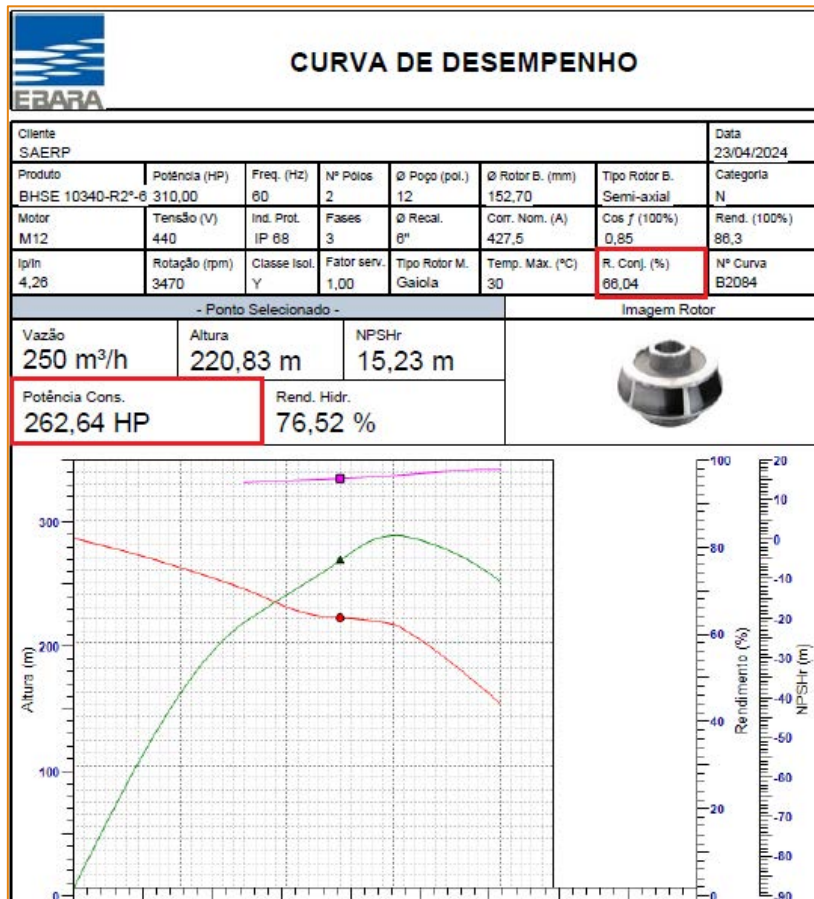 EBARA
CURVA DE DESEMPENHO
Cliente
SAERP
Data
23/04/2024
Produto Potência (HP) Freq. (Hz) Nº Pólos Ø Poço (pol.) Ø Rotor B. (mm) Tipo Rotor B. Categoria
BHSE 10340-R2ª-6 310,00 60 2 12 152,70 Semi-axial N
Motor Tensão (V) Ind. Prot. Fases Ø Recal. Corr. Nom. (A) Cos ƒ (100%) Rend. (100%)
M12 440 IP 68 3 6" 427,5 0,85 86,3
Ip/In Rotação (rpm) Classe Isol. Fator serv. Tipo Rotor M. Temp. Máx. (ºC) R. Conj. (%) Nº Curva
4,26 3470 Y 1,00 Gaiola 30 66,04 B2084
- Ponto Selecionado - Imagem Rotor
Vazão Altura NPSHr
250 m³/h 220,83 m 15,23 m
Potência Cons. Rend. Hidr.
262,64 HP 76,52 %
Altura (m)
300
200
100
0
Rendimento (%)
100
80
60
40
20
0
NPSHr (m)
20
10
0
-10
-20
-30
-40
-50
-60
-70
-80
-90